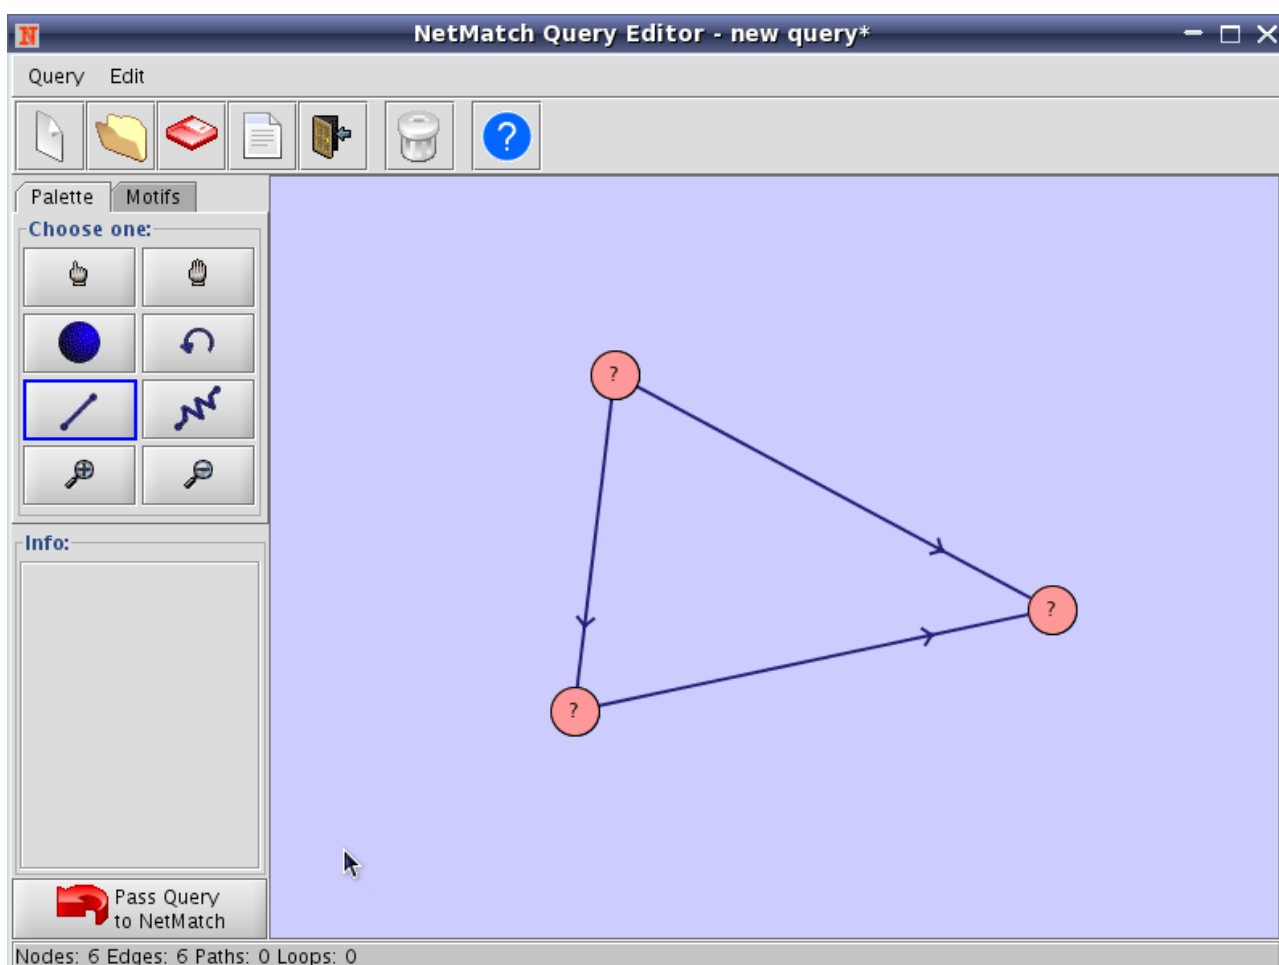 N NetMatch Query Editor - new query*
Query Edit
?
Palette Motifs
Choose one:
?
?
?
Info:
Pass Query
to NetMatch
Nodes: 6 Edges: 6 Paths: 0 Loops: 0